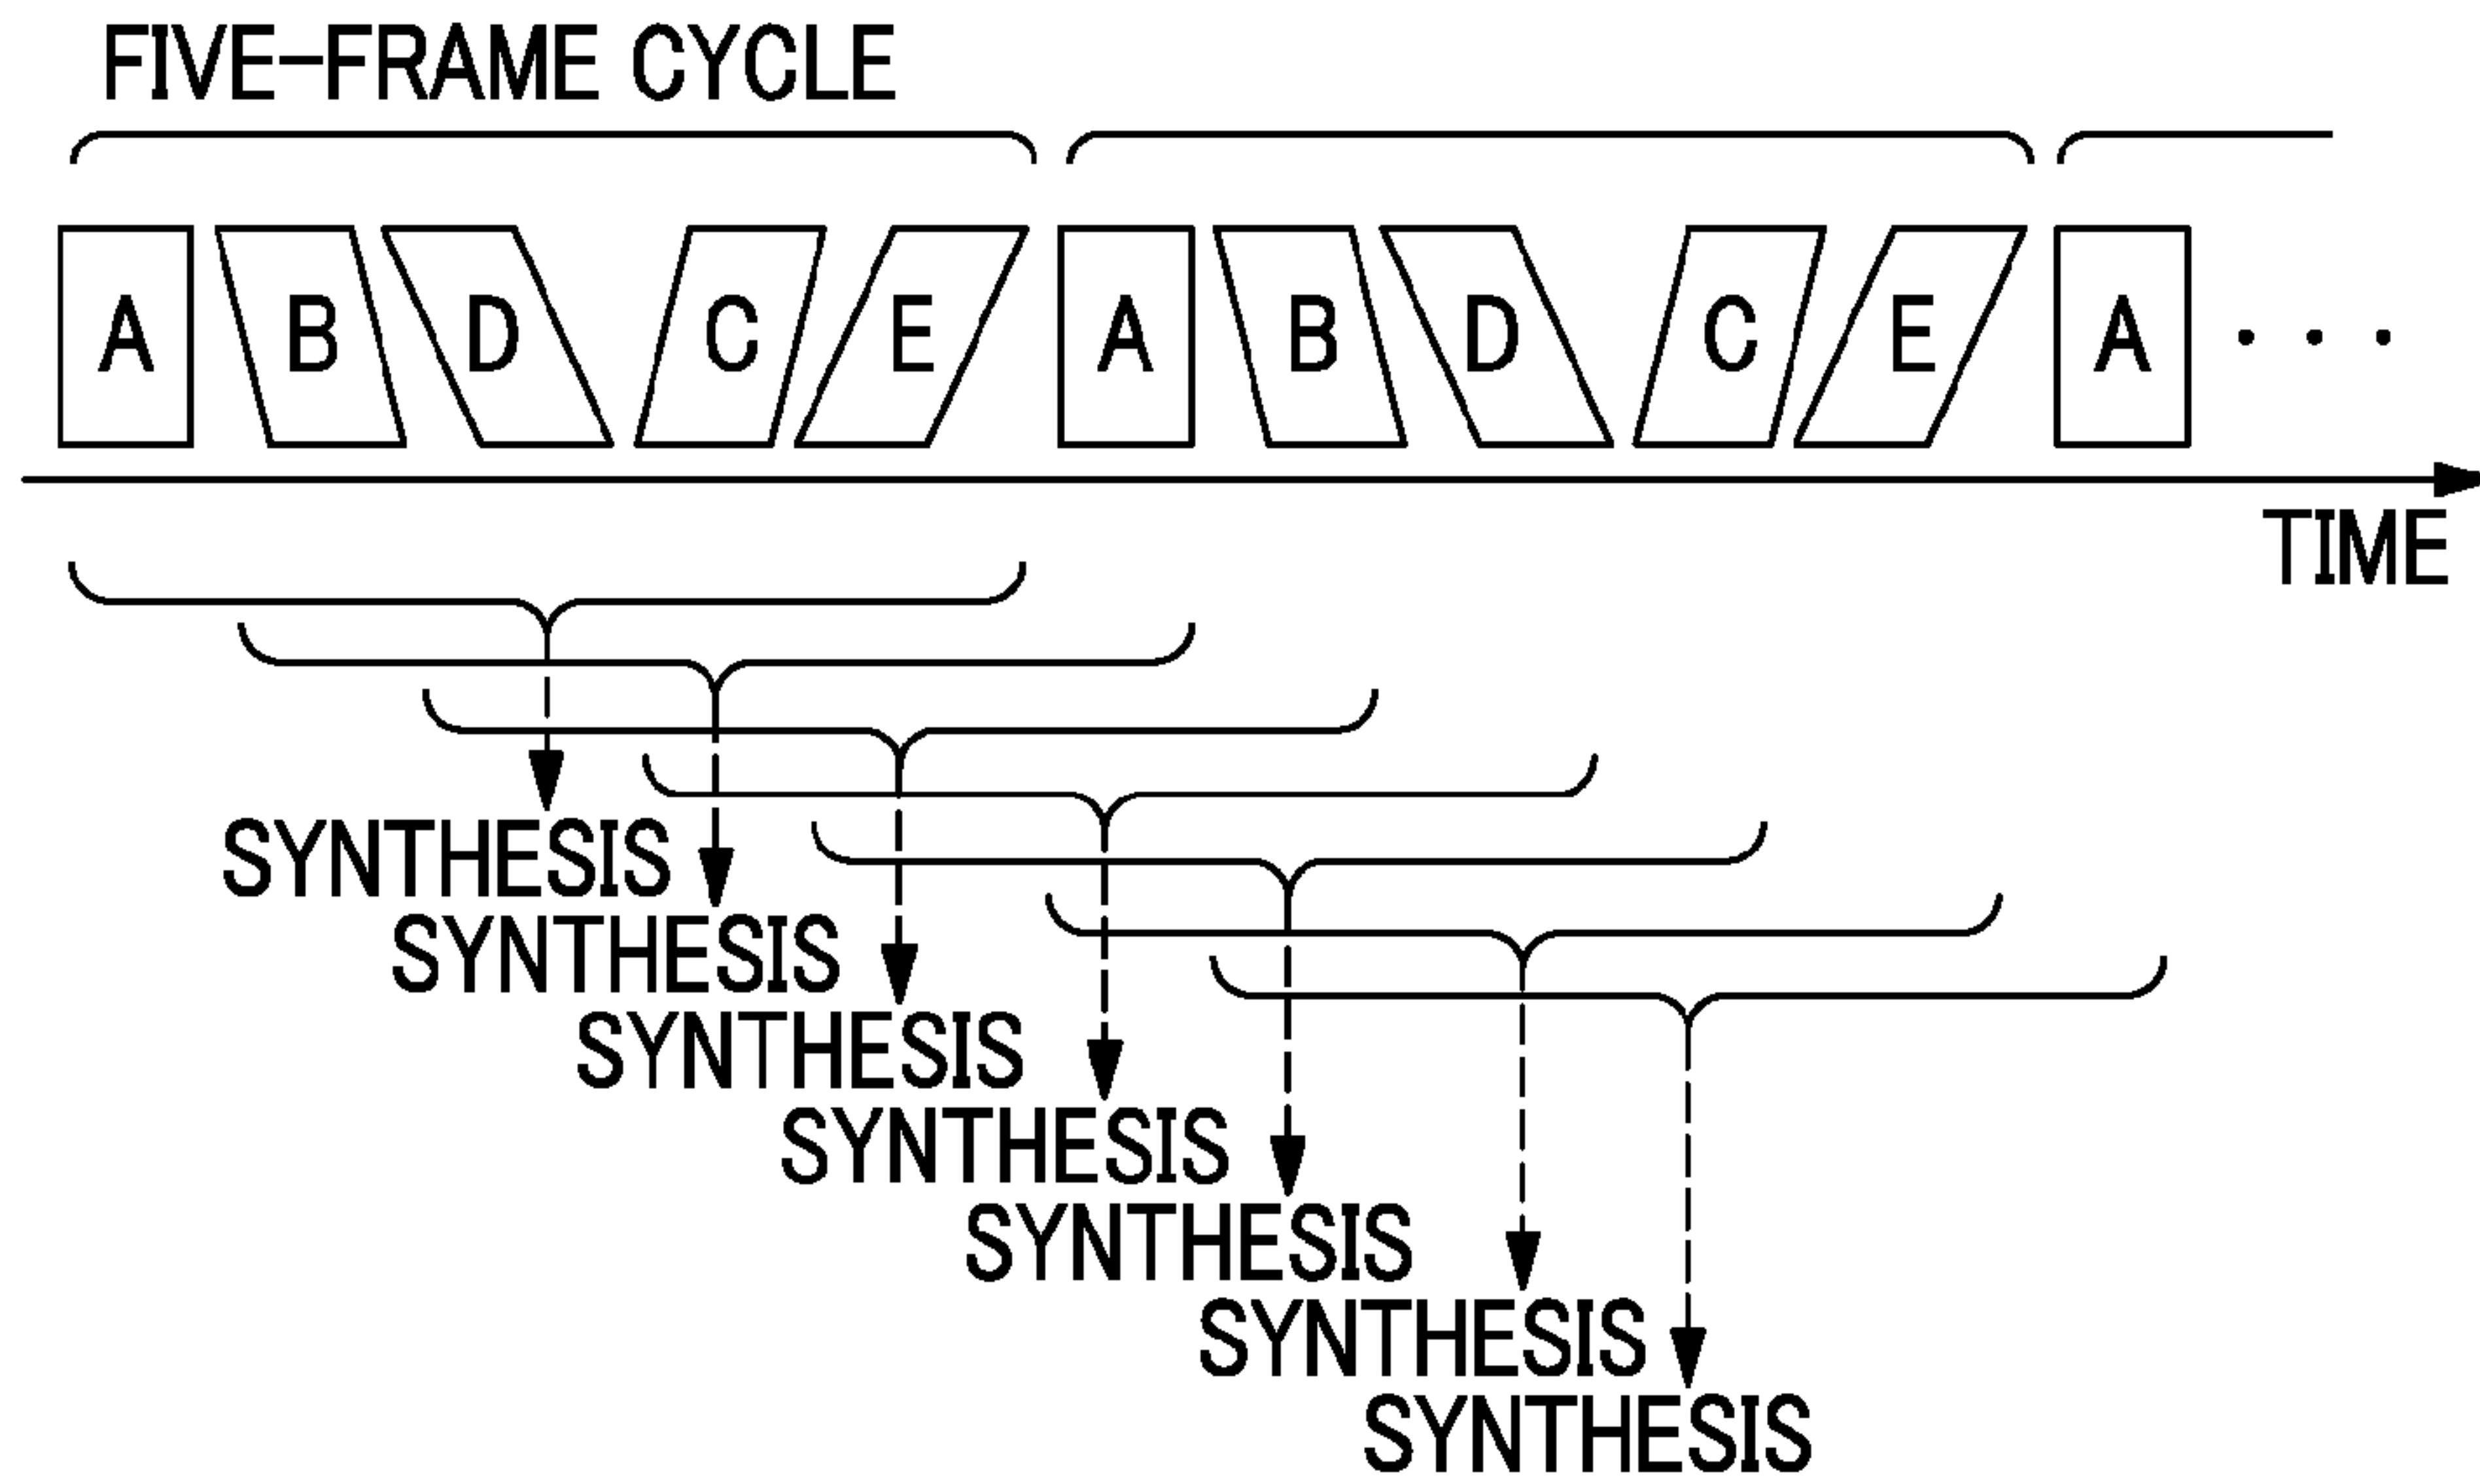 FIVE-FRAME CYCLE
A B D C E A B D C E A ・・・
TIME
SYNTHESIS
SYNTHESIS
SYNTHESIS
SYNTHESIS
SYNTHESIS
SYNTHESIS
SYNTHESIS